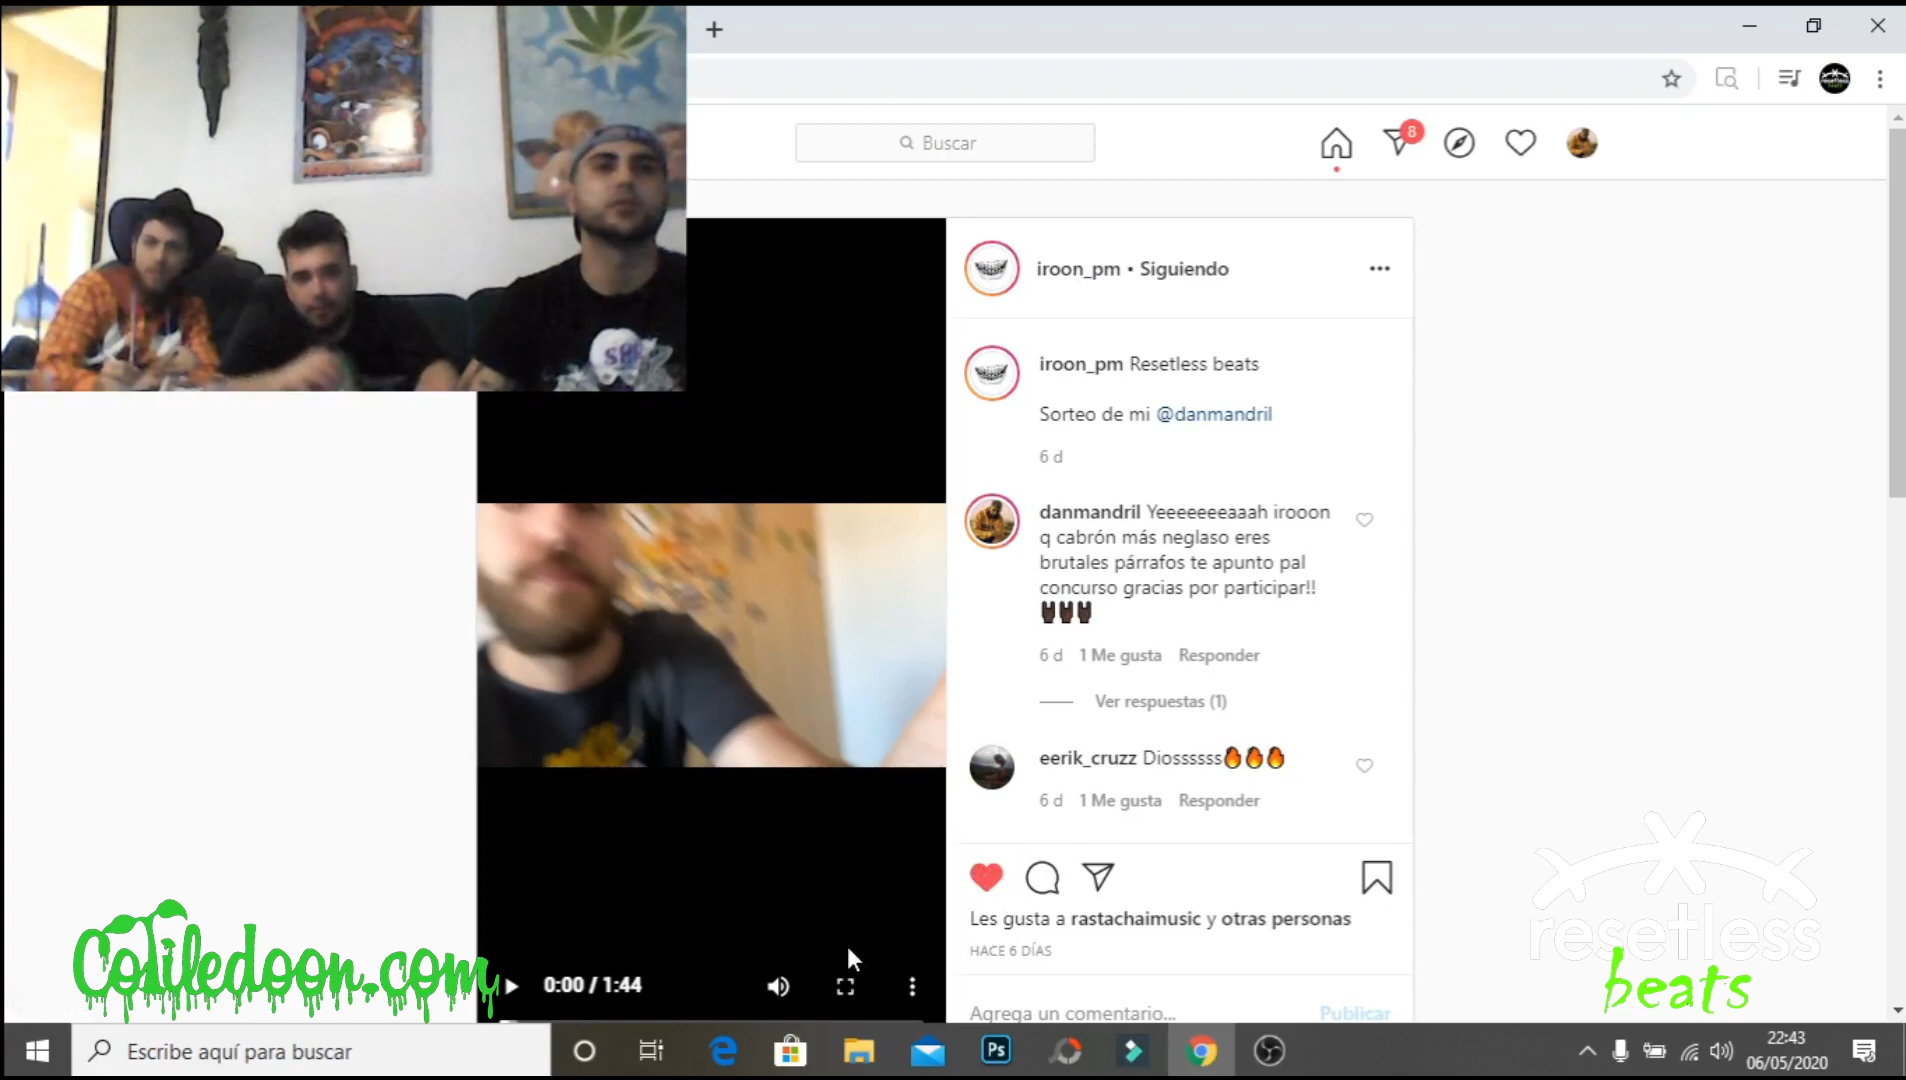 8
Buscar
iroon_pm • Siguiendo
iroon_pm Resetless beats
Sorteo de mi @danmandril
6 d
danmandril Yeeeeeeeaaah irooon
q cabrón más neglaso eres
brutales párrafos te apunto pal
concurso gracias por participar!!
6 d 1 Me gusta Responder
Ver respuestas (1)
eerik_cruzz Diossssss🔥🔥🔥
6 d 1 Me gusta Responder
Les gusta a rastachaimusic y otras personas
HACE 6 DÍAS
Agrega un comentario... Publicar
0:00 / 1:44
Cotiledoon.com
resetless
beats
Escribe aquí para buscar
Ps
22:43
06/05/2020